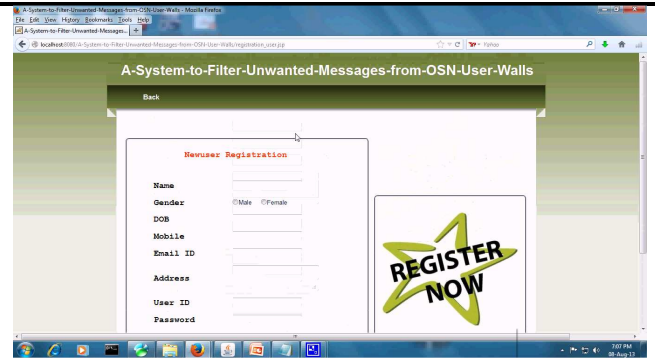 A-System-to-Filter-Unwanted-Messages-from-OSN-User-Walls - Mozilla Firefox
File Edit View History Bookmarks Tools Help
A-System-to-Filter-Unwanted-Messages...
localhost:8080/A-System-to-Filter-Unwanted-Messages-from-OSN-User-Walls/registration_user.jsp
Yahoo
A-System-to-Filter-Unwanted-Messages-from-OSN-User-Walls
Back
Newuser Registration
Name
Gender Male Female
DOB
Mobile
Email ID
Address
User ID
Password
REGISTER
NOW
7:07 PM
08-Aug-13